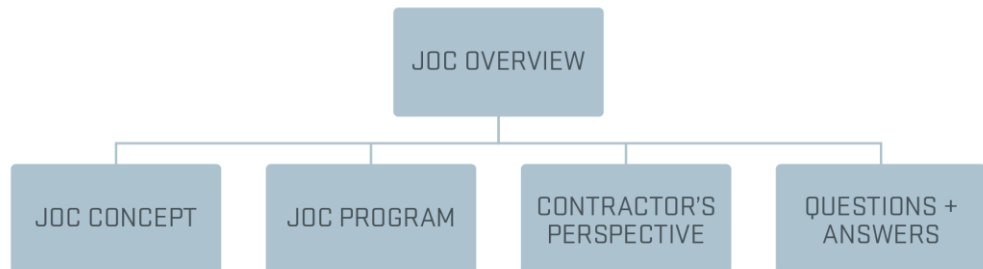 JOC OVERVIEW
JOC CONCEPT
JOC PROGRAM
CONTRACTOR'S
PERSPECTIVE
QUESTIONS +
ANSWERS